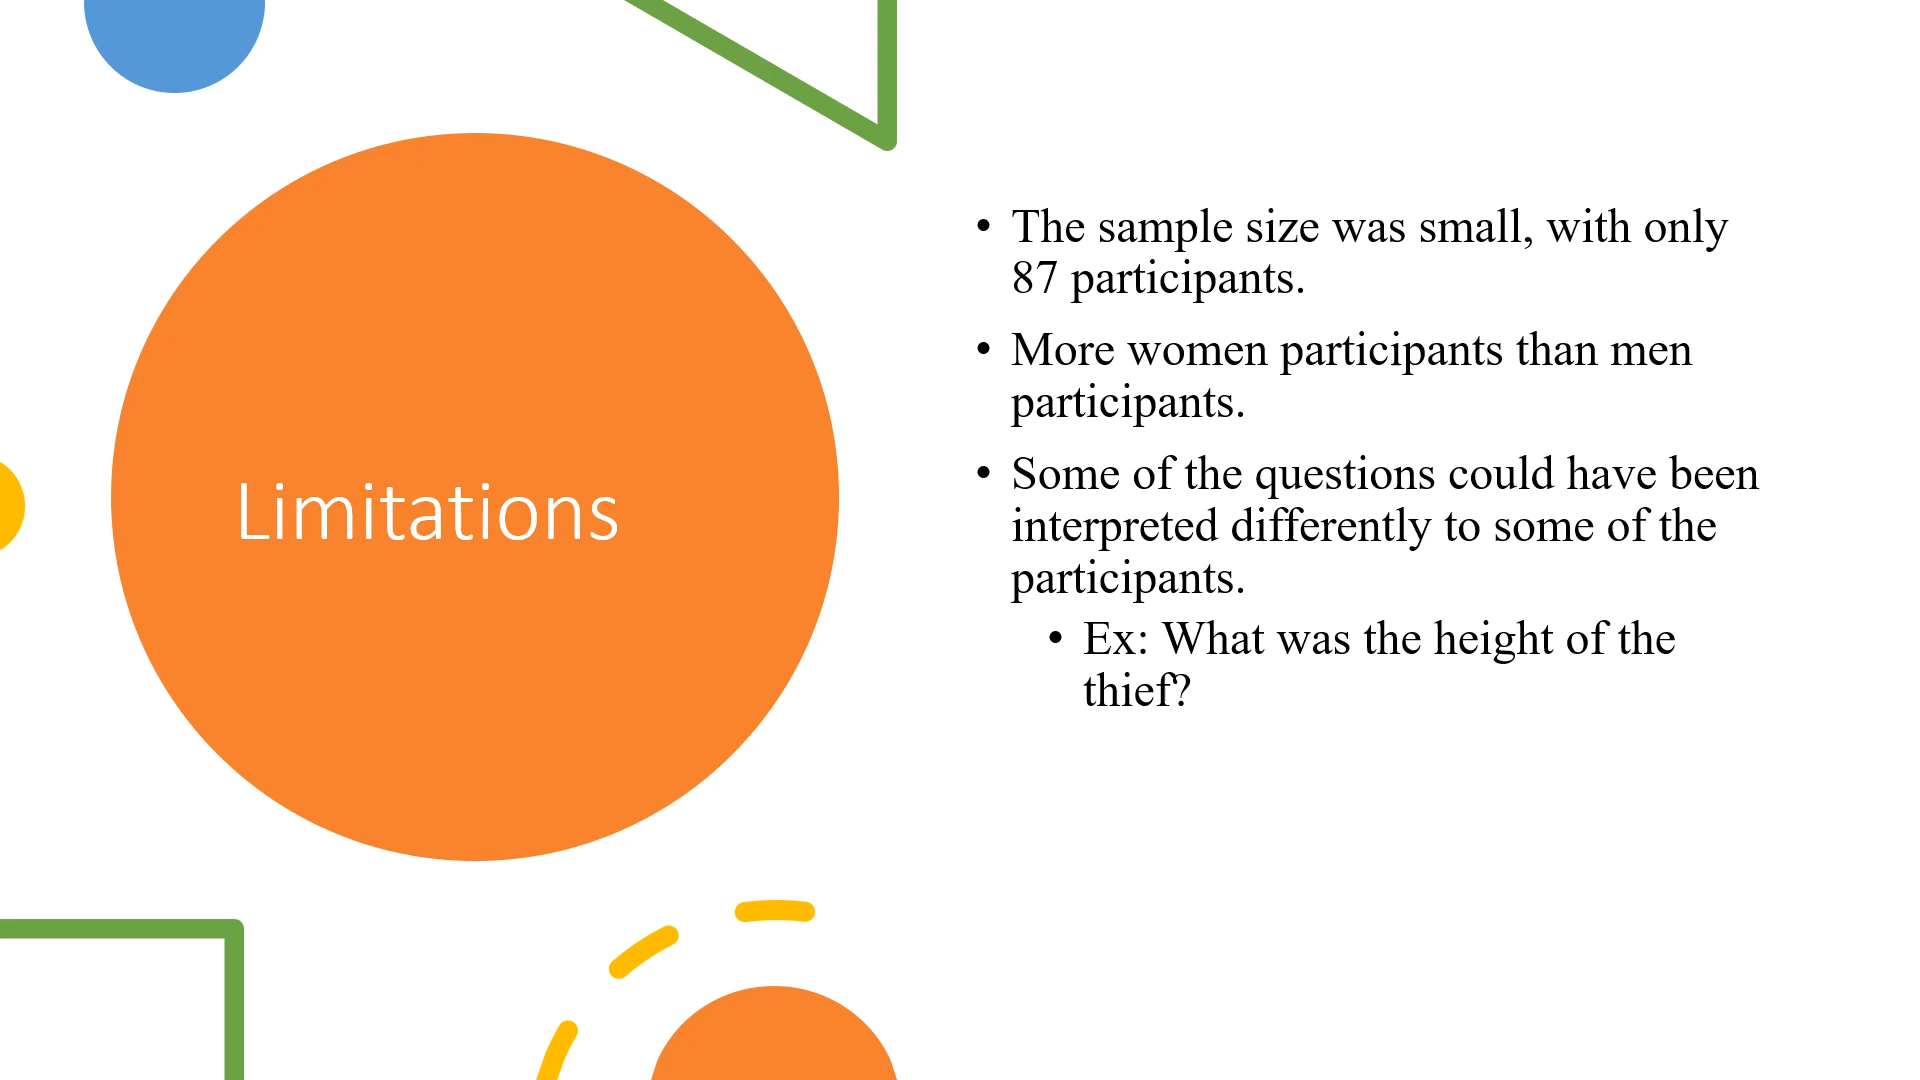 Limitations
• The sample size was small, with only
87 participants.
• More women participants than men
participants.
• Some of the questions could have been
interpreted differently to some of the
participants.
• Ex: What was the height of the
thief?